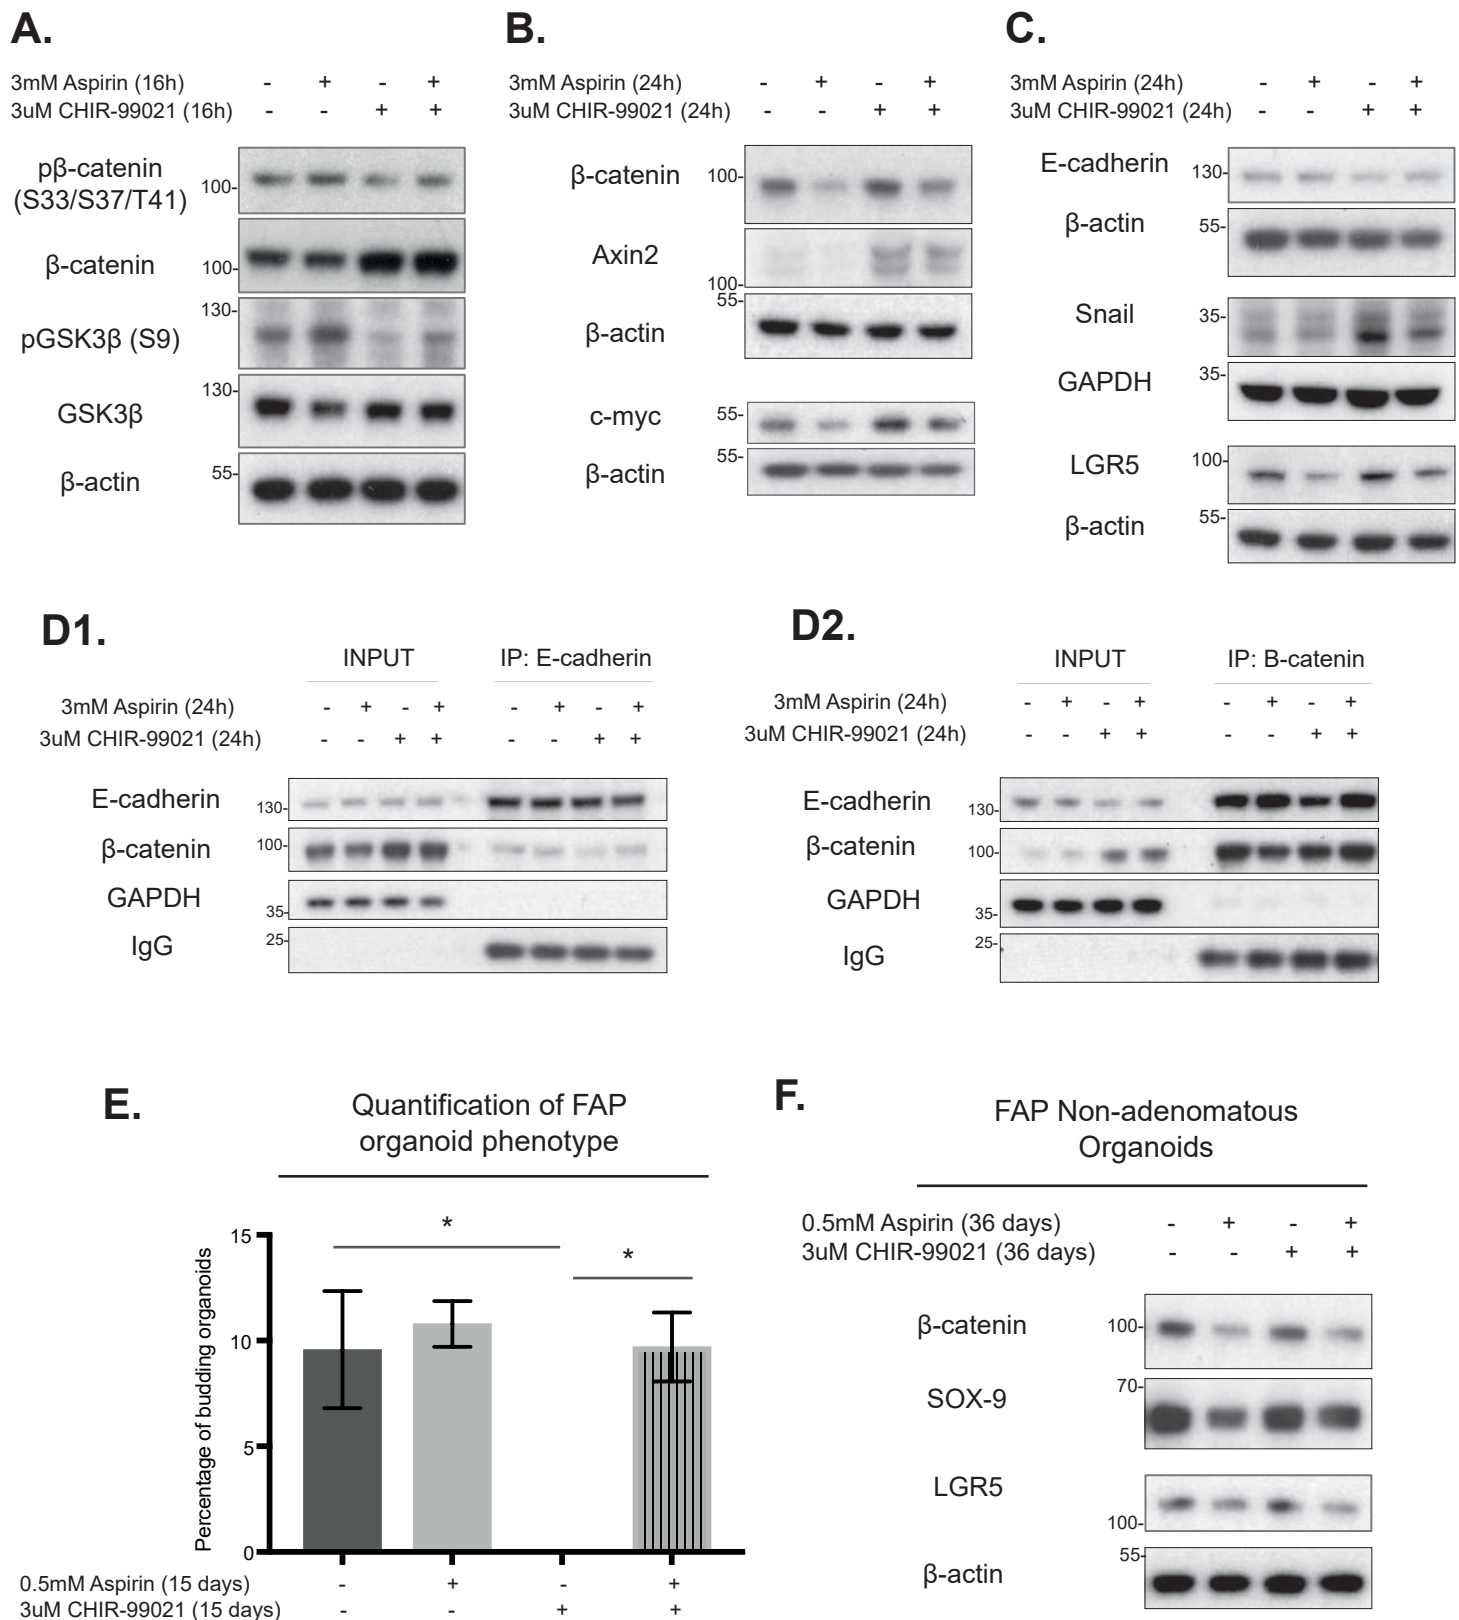 A.
3mM Aspirin (16h) - + - +
3uM CHIR-99021 (16h) - - + +
pβ-catenin
(S33/S37/T41)
100-
β-catenin
100-
130-
pGSK3β (S9)
130-
GSK3β
55-
β-actin
B.
3mM Aspirin (24h) - + - +
3uM CHIR-99021 (24h) - - + +
β-catenin 100-
Axin2
100-
55-
β-actin
c-myc 55-
55-
β-actin
C.
3mM Aspirin (24h) - + - +
3uM CHIR-99021 (24h) - - + +
E-cadherin 130-
β-actin 55-
Snail 35-
GAPDH 35-
LGR5 100-
β-actin 55-
D1.
INPUT IP: E-cadherin
3mM Aspirin (24h) - + - + - + - +
3uM CHIR-99021 (24h) - - + + - - + +
E-cadherin 130-
β-catenin 100-
GAPDH 35-
IgG 25-
D2.
INPUT IP: B-catenin
3mM Aspirin (24h) - + - + - + - +
3uM CHIR-99021 (24h) - - + + - - + +
E-cadherin 130-
β-catenin 100-
GAPDH 35-
IgG 25-
E.
Quantification of FAP
organoid phenotype
Percentage of budding organoids
15
10
5
0
*
*
0.5mM Aspirin (15 days) - + - +
3uM CHIR-99021 (15 days) - - + +
F.
FAP Non-adenomatous
Organoids
0.5mM Aspirin (36 days) - + - +
3uM CHIR-99021 (36 days) - - + +
β-catenin 100-
SOX-9 70-
LGR5
100-
β-actin 55-